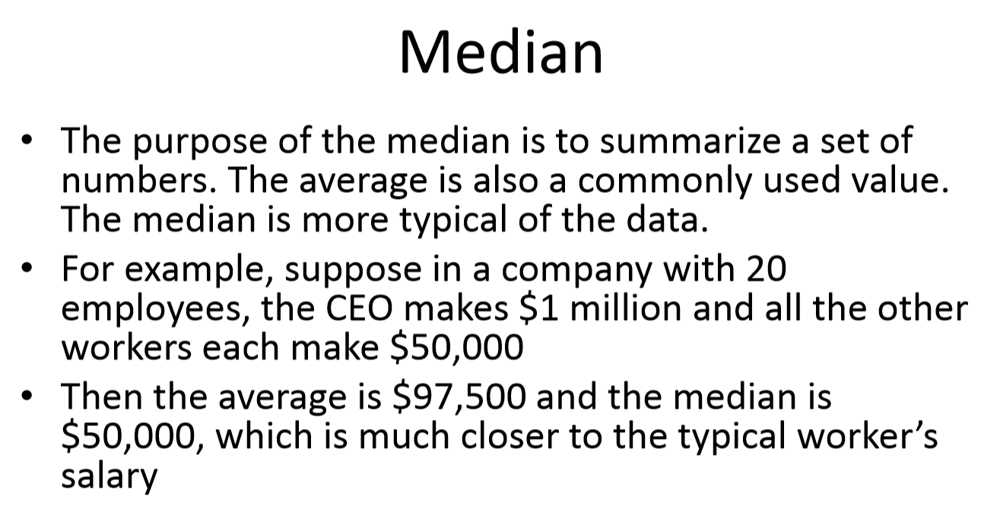 Median
• The purpose of the median is to summarize a set of
numbers. The average is also a commonly used value.
The median is more typical of the data.
• For example, suppose in a company with 20
employees, the CEO makes $1 million and all the other
workers each make $50,000
• Then the average is $97,500 and the median is
$50,000, which is much closer to the typical worker’s
salary